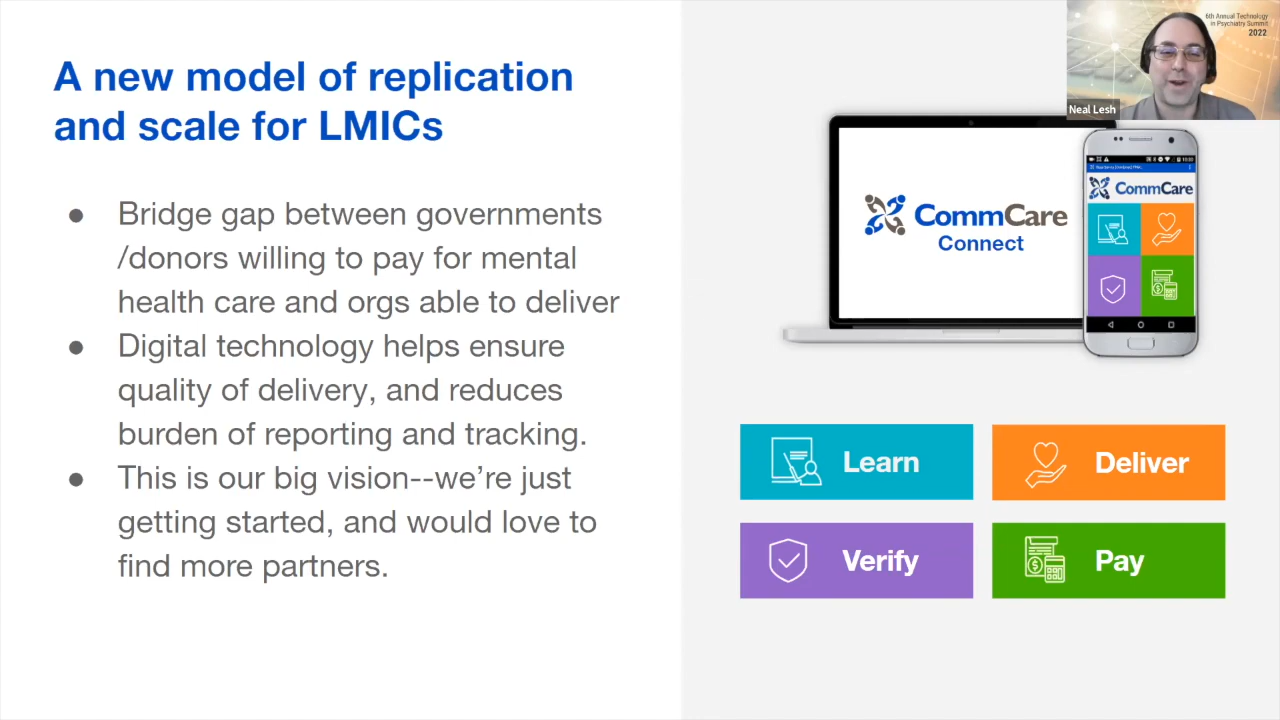 A new model of replication
and scale for LMICs
● Bridge gap between governments
/donors willing to pay for mental
health care and orgs able to deliver
● Digital technology helps ensure
quality of delivery, and reduces
burden of reporting and tracking.
● This is our big vision--we’re just
getting started, and would love to
find more partners.
6th Annual Technology
in Psychiatry Summit
2022
Neal Lesh
CommCare
Connect
CommCare
Learn
Deliver
Verify
Pay